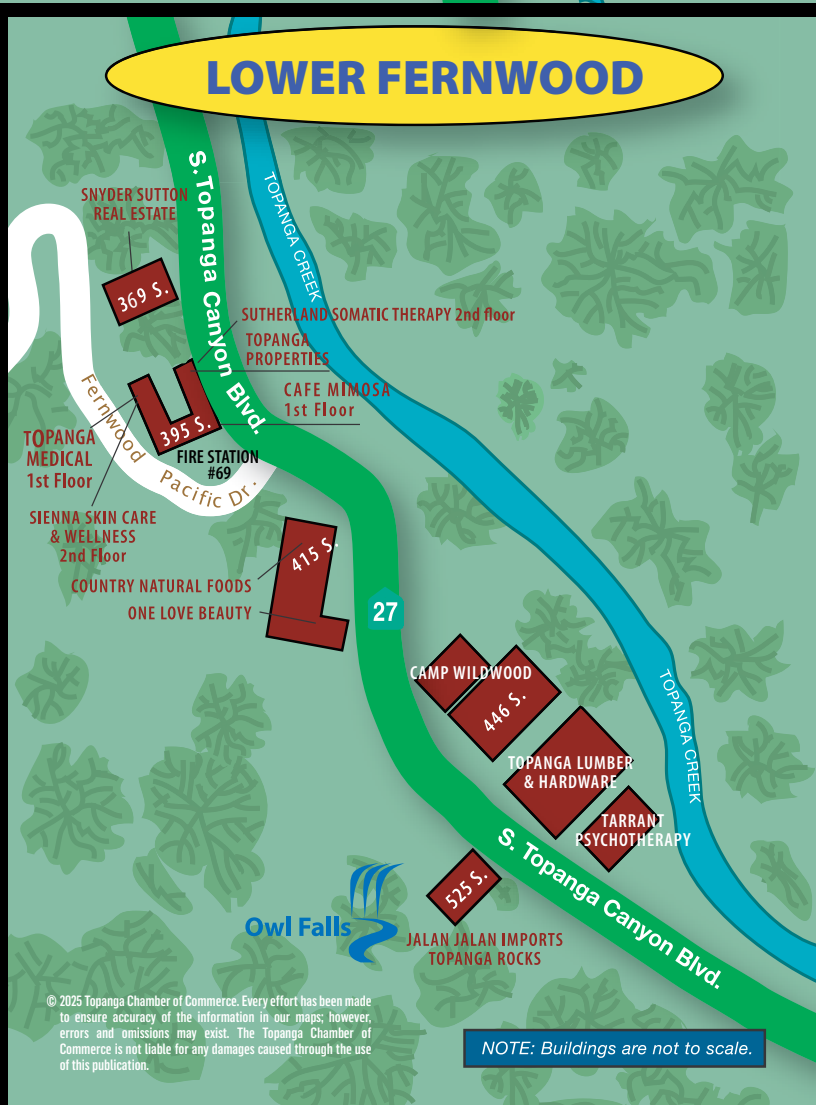 LOWER FERNWOOD
S. Topanga Canyon Blvd.
TOPANGA CREEK
SNYDER SUTTON
REAL ESTATE
369 S.
SUTHERLAND SOMATIC THERAPY 2nd floor
TOPANGA
PROPERTIES
CAFE MIMOSA
1st Floor
395 S.
Fernwood Pacific Dr.
TOPANGA
MEDICAL
1st Floor
FIRE STATION
#69
SIENNA SKIN CARE
& WELLNESS
2nd Floor
415 S.
COUNTRY NATURAL FOODS
ONE LOVE BEAUTY
27
CAMP WILDWOOD
446 S.
TOPANGA CREEK
TOPANGA LUMBER
& HARDWARE
TARRANT
PSYCHOTHERAPY
S. Topanga Canyon Blvd.
525 S.
Owl Falls
JALAN JALAN IMPORTS
TOPANGA ROCKS
© 2025 Topanga Chamber of Commerce. Every effort has been made
to ensure accuracy of the information in our maps; however,
errors and omissions may exist. The Topanga Chamber of
Commerce is not liable for any damages caused through the use
of this publication.
NOTE: Buildings are not to scale.